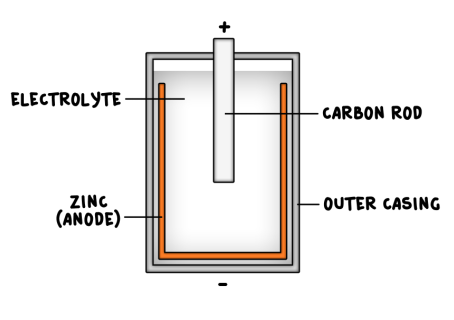 +
ELECTROLYTE
CARBON ROD
ZINC
(ANODE)
OUTER CASING
-